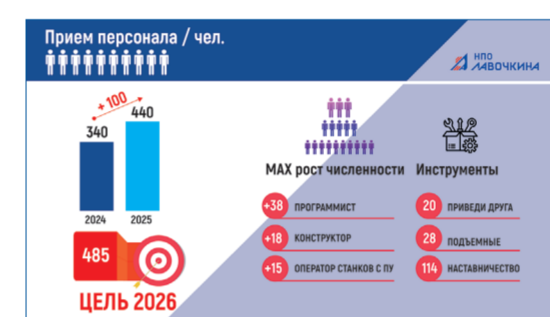 Прием персонала / чел.
НПО
ЛАВОЧКИНА
+ 100
340
440
2024
2025
485
ЦЕЛЬ 2026
MAX рост численности
+38 ПРОГРАММИСТ
+18 КОНСТРУКТОР
+15 ОПЕРАТОР СТАНКОВ С ПУ
Инструменты
20 ПРИВЕДИ ДРУГА
28 ПОДЪЕМНЫЕ
114 НАСТАВНИЧЕСТВО